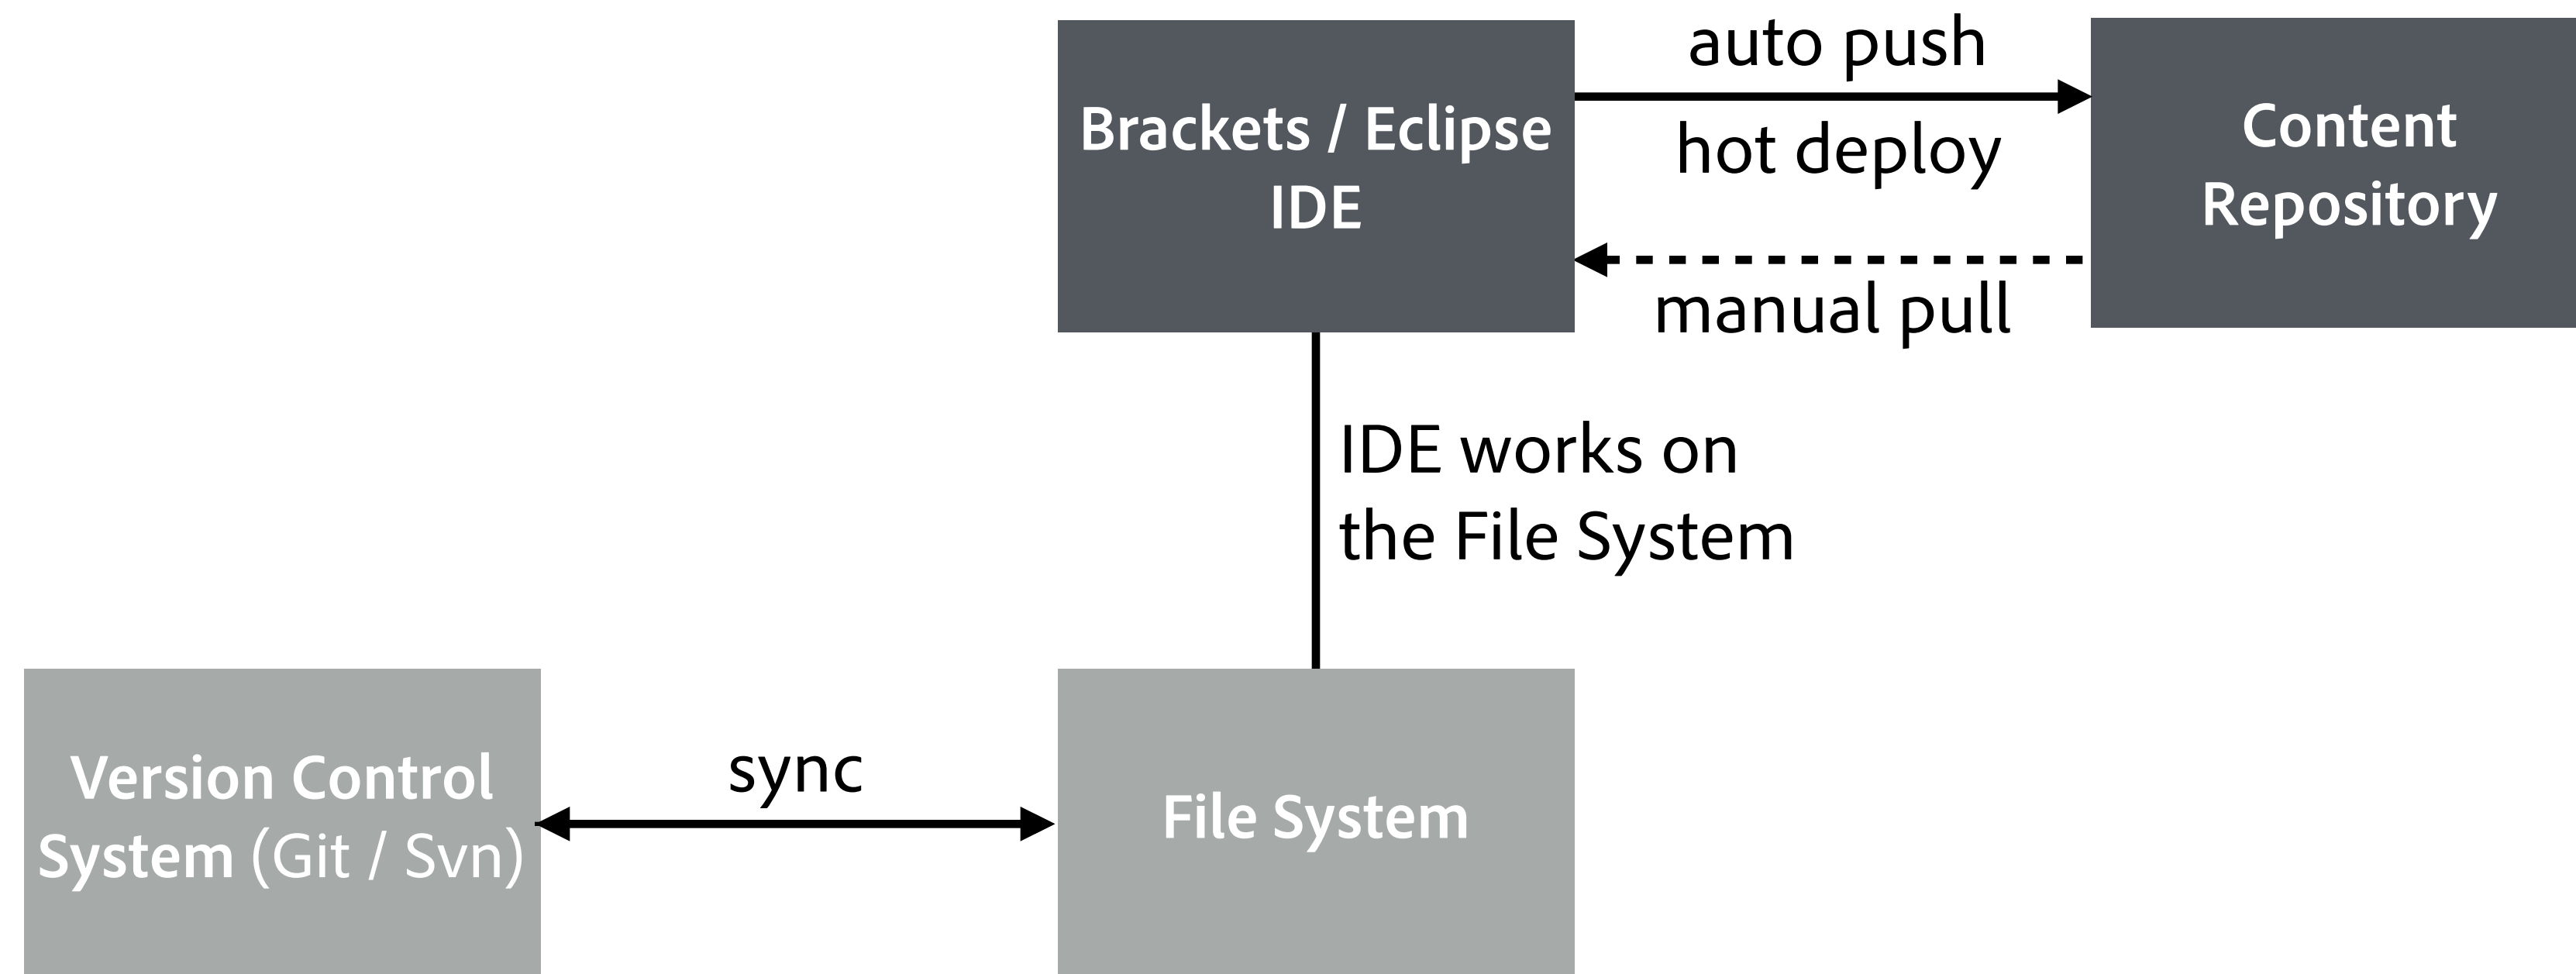 Brackets / Eclipse
IDE
auto push
hot deploy
manual pull
Content
Repository
IDE works on
the File System
Version Control
System (Git / Svn)
sync
File System